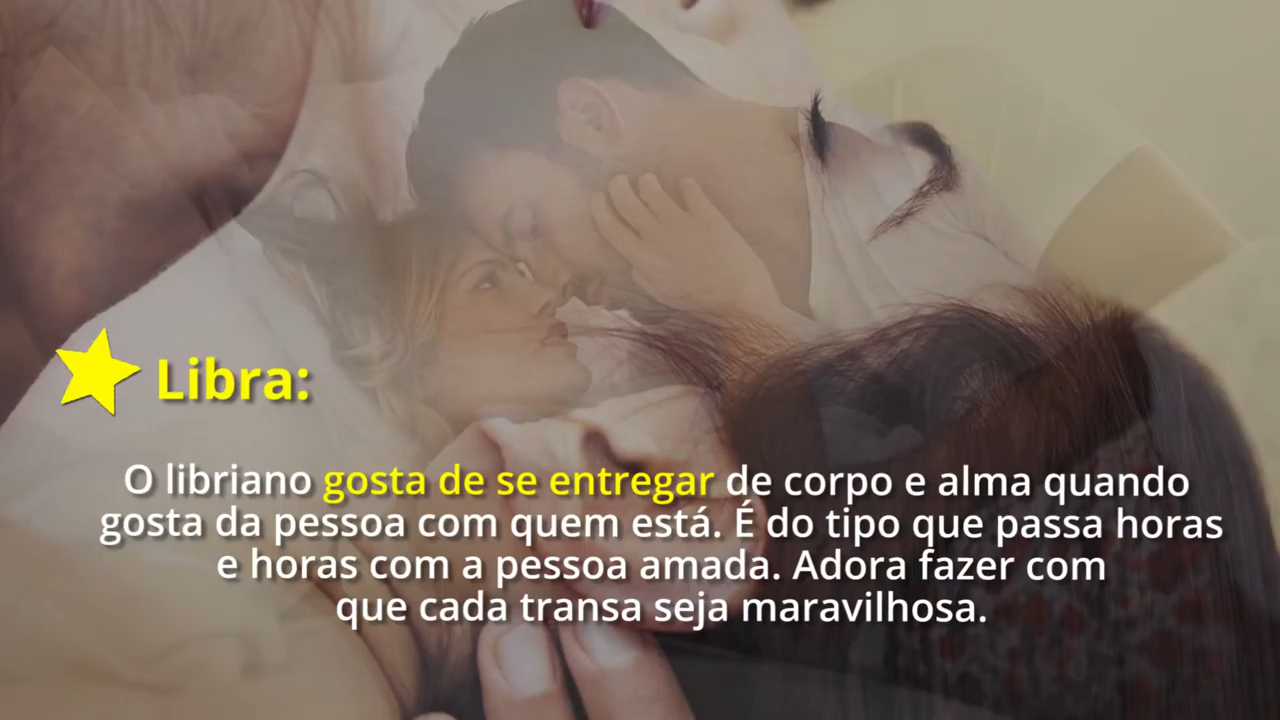 Libra:
O libriano gosta de se entregar de corpo e alma quando
gosta da pessoa com quem está. É do tipo que passa horas
e horas com a pessoa amada. Adora fazer com
que cada transa seja maravilhosa.